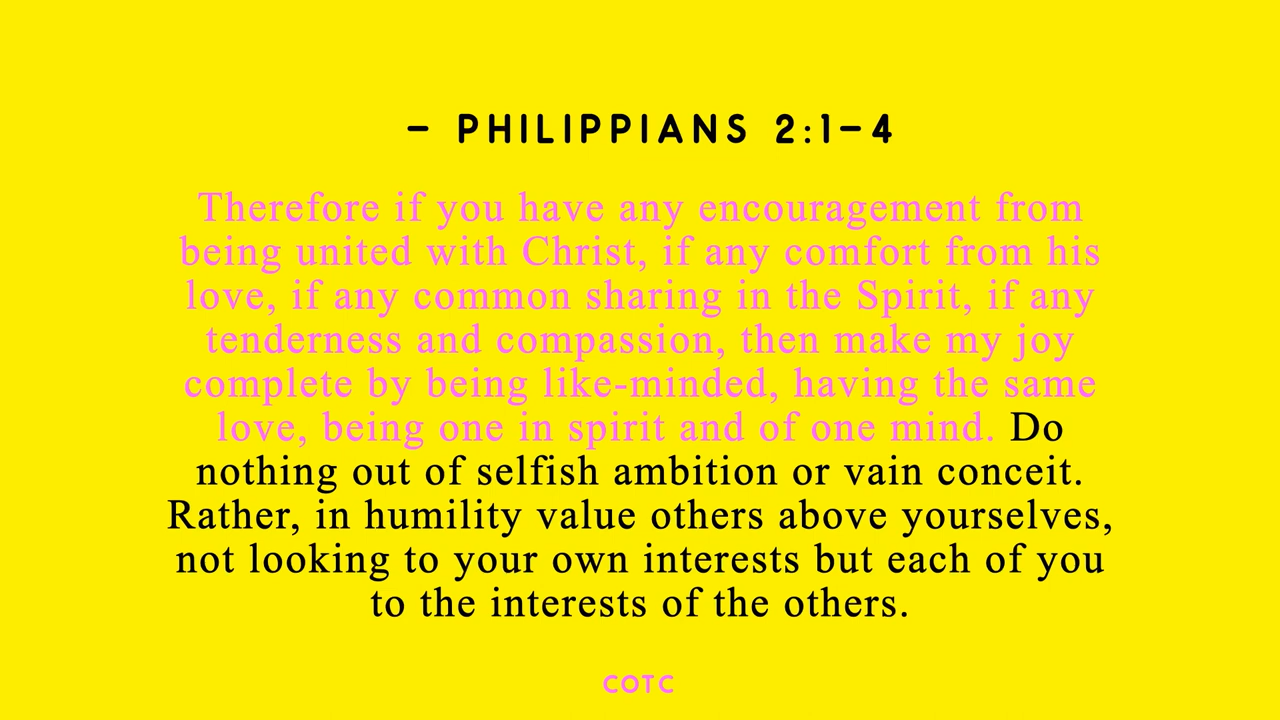 – PHILIPPIANS 2:1–4
Therefore if you have any encouragement from
being united with Christ, if any comfort from his
love, if any common sharing in the Spirit, if any
tenderness and compassion, then make my joy
complete by being like-minded, having the same
love, being one in spirit and of one mind. Do
nothing out of selfish ambition or vain conceit.
Rather, in humility value others above yourselves,
not looking to your own interests but each of you
to the interests of the others.
COTC